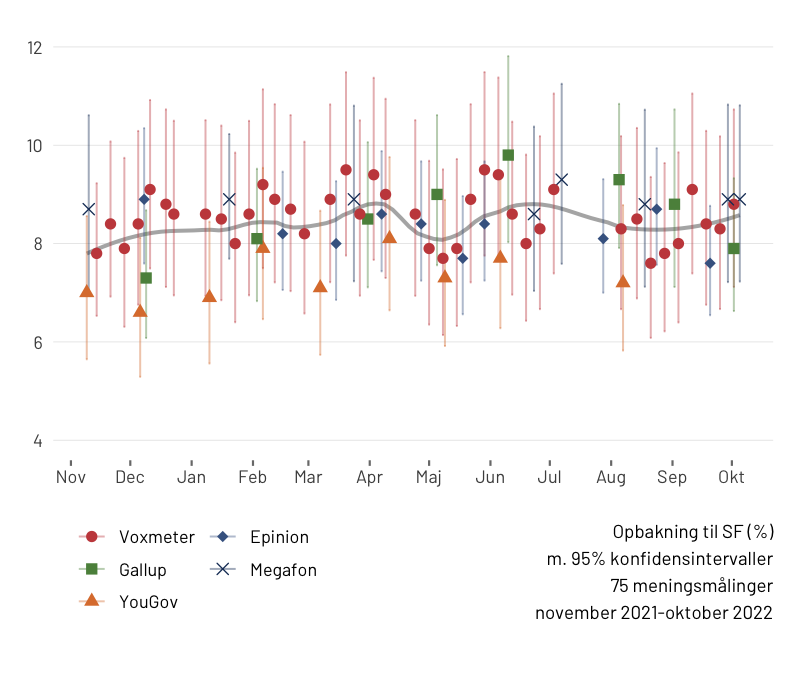 12
10
8
6
4
Nov Dec Jan Feb Mar Apr Maj Jun Jul Aug Sep Okt
Voxmeter Epinion
Gallup Megafon
YouGov
Opbakning til SF (%)
m. 95% konfidensintervaller
75 meningsmålinger
november 2021-oktober 2022